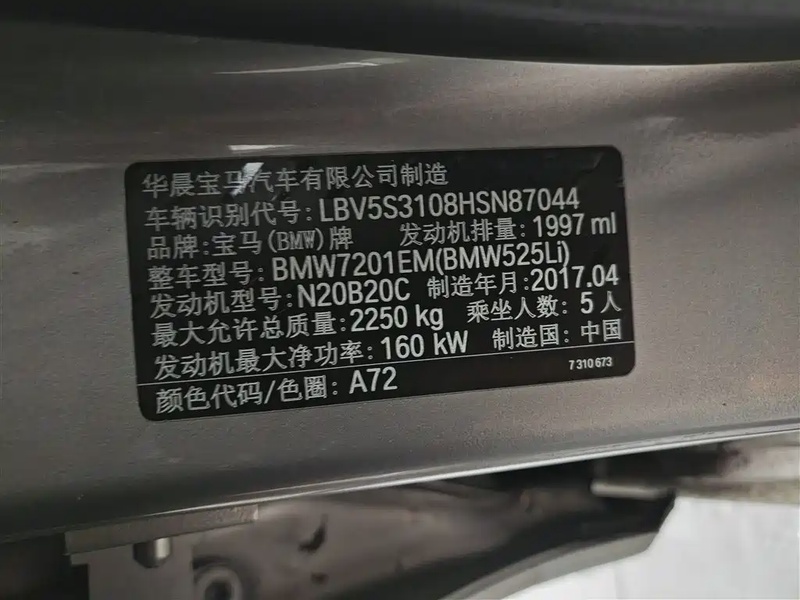 华晨宝马汽车有限公司制造
车辆识别代号: LBV5S3108HSN87044
品牌:宝马(BMW)牌 发动机排量: 1997 ml
整车型号: BMW7201EM(BMW525Li)
发动机型号: N20B20C 制造年月: 2017.04
最大允许总质量: 2250 kg 乘坐人数: 5 人
发动机最大净功率: 160 kW 制造国: 中国
7 310 673
颜色代码/色圈: A72